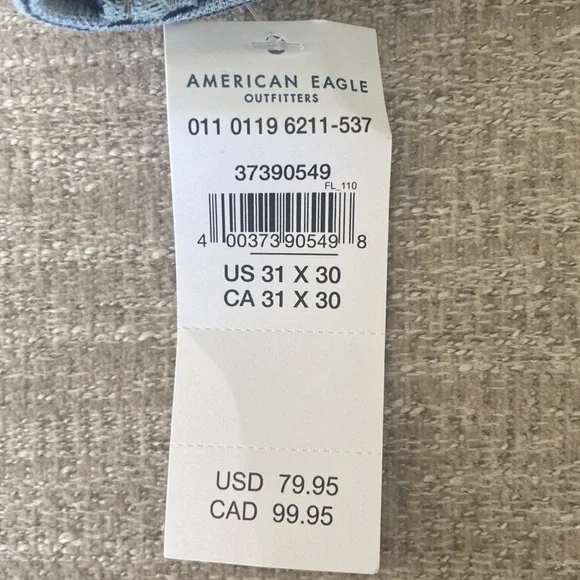 AMERICAN EAGLE
OUTFITTERS
011 0119 6211-537
37390549
FL_110
4 00373 90549 8
US 31 X 30
CA 31 X 30
USD 79.95
CAD 99.95